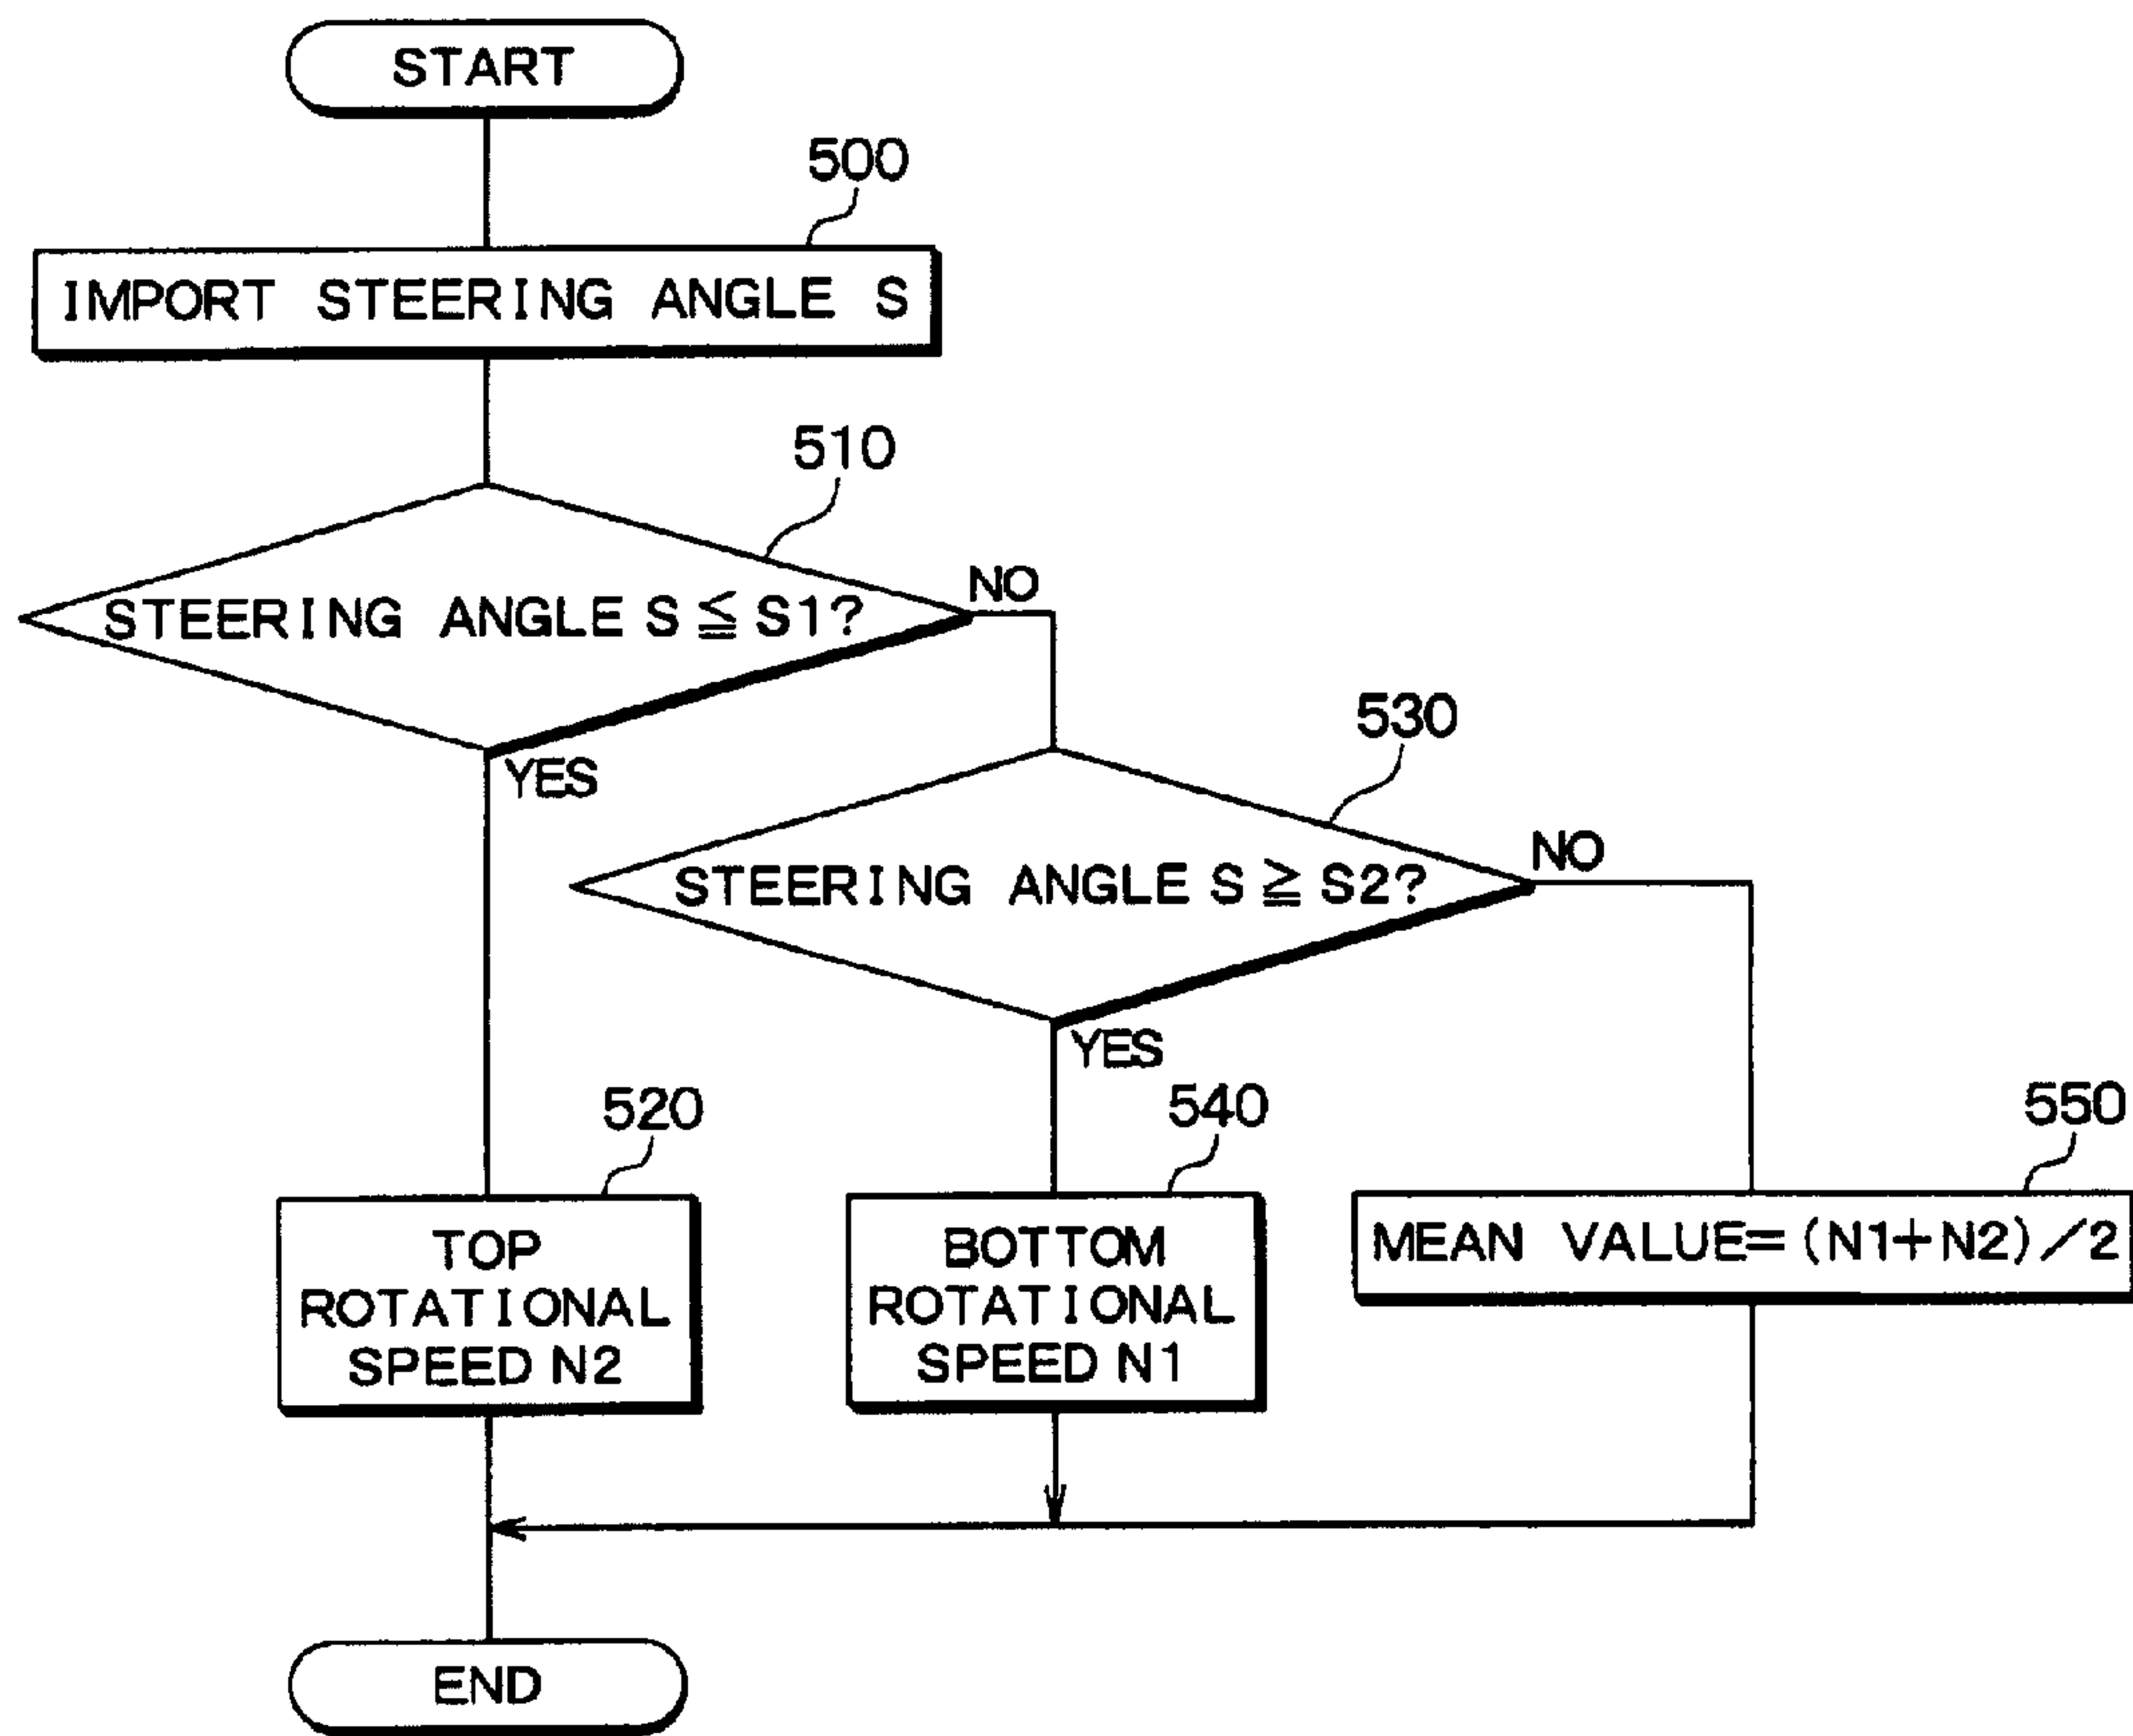 START
500
IMPORT STEERING ANGLE S
510
STEERING ANGLE S ≦ S1?
NO
YES
530
STEERING ANGLE S ≧ S2?
NO
YES
520
TOP
ROTATIONAL
SPEED N2
540
BOTTOM
ROTATIONAL
SPEED N1
550
MEAN VALUE=(N1+N2)/2
END